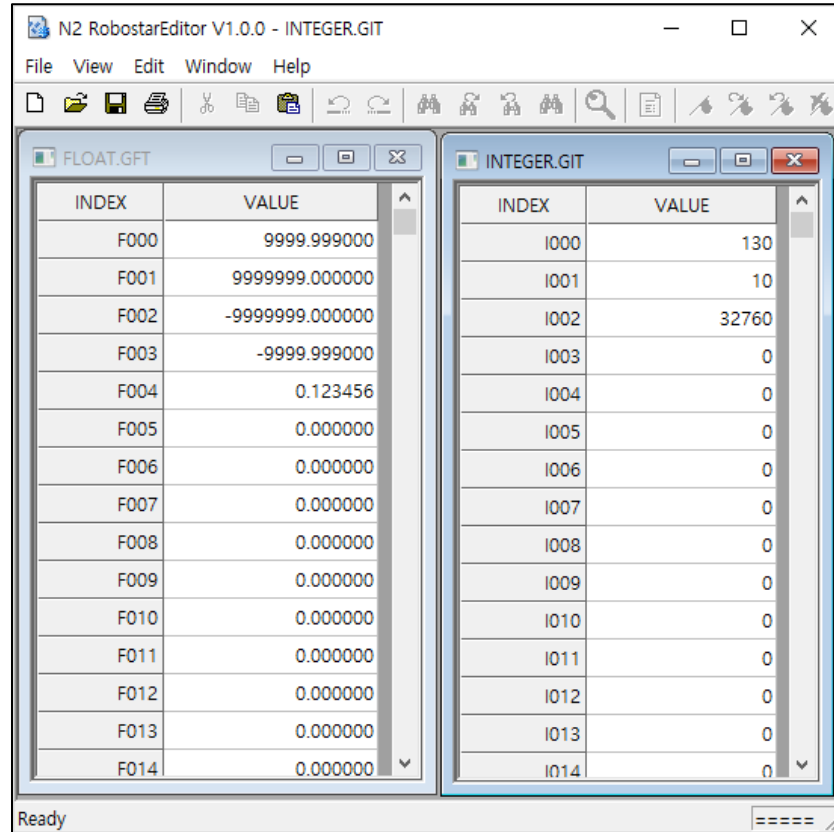 N2 RobostarEditor V1.0.0 - INTEGER.GIT
File View Edit Window Help
FLOAT.GFT
INDEX VALUE
F000 9999.999000
F001 9999999.000000
F002 -9999999.000000
F003 -9999.999000
F004 0.123456
F005 0.000000
F006 0.000000
F007 0.000000
F008 0.000000
F009 0.000000
F010 0.000000
F011 0.000000
F012 0.000000
F013 0.000000
F014 0.000000
INTEGER.GIT
INDEX VALUE
I000 130
I001 10
I002 32760
I003 0
I004 0
I005 0
I006 0
I007 0
I008 0
I009 0
I010 0
I011 0
I012 0
I013 0
I014 0
Ready =====